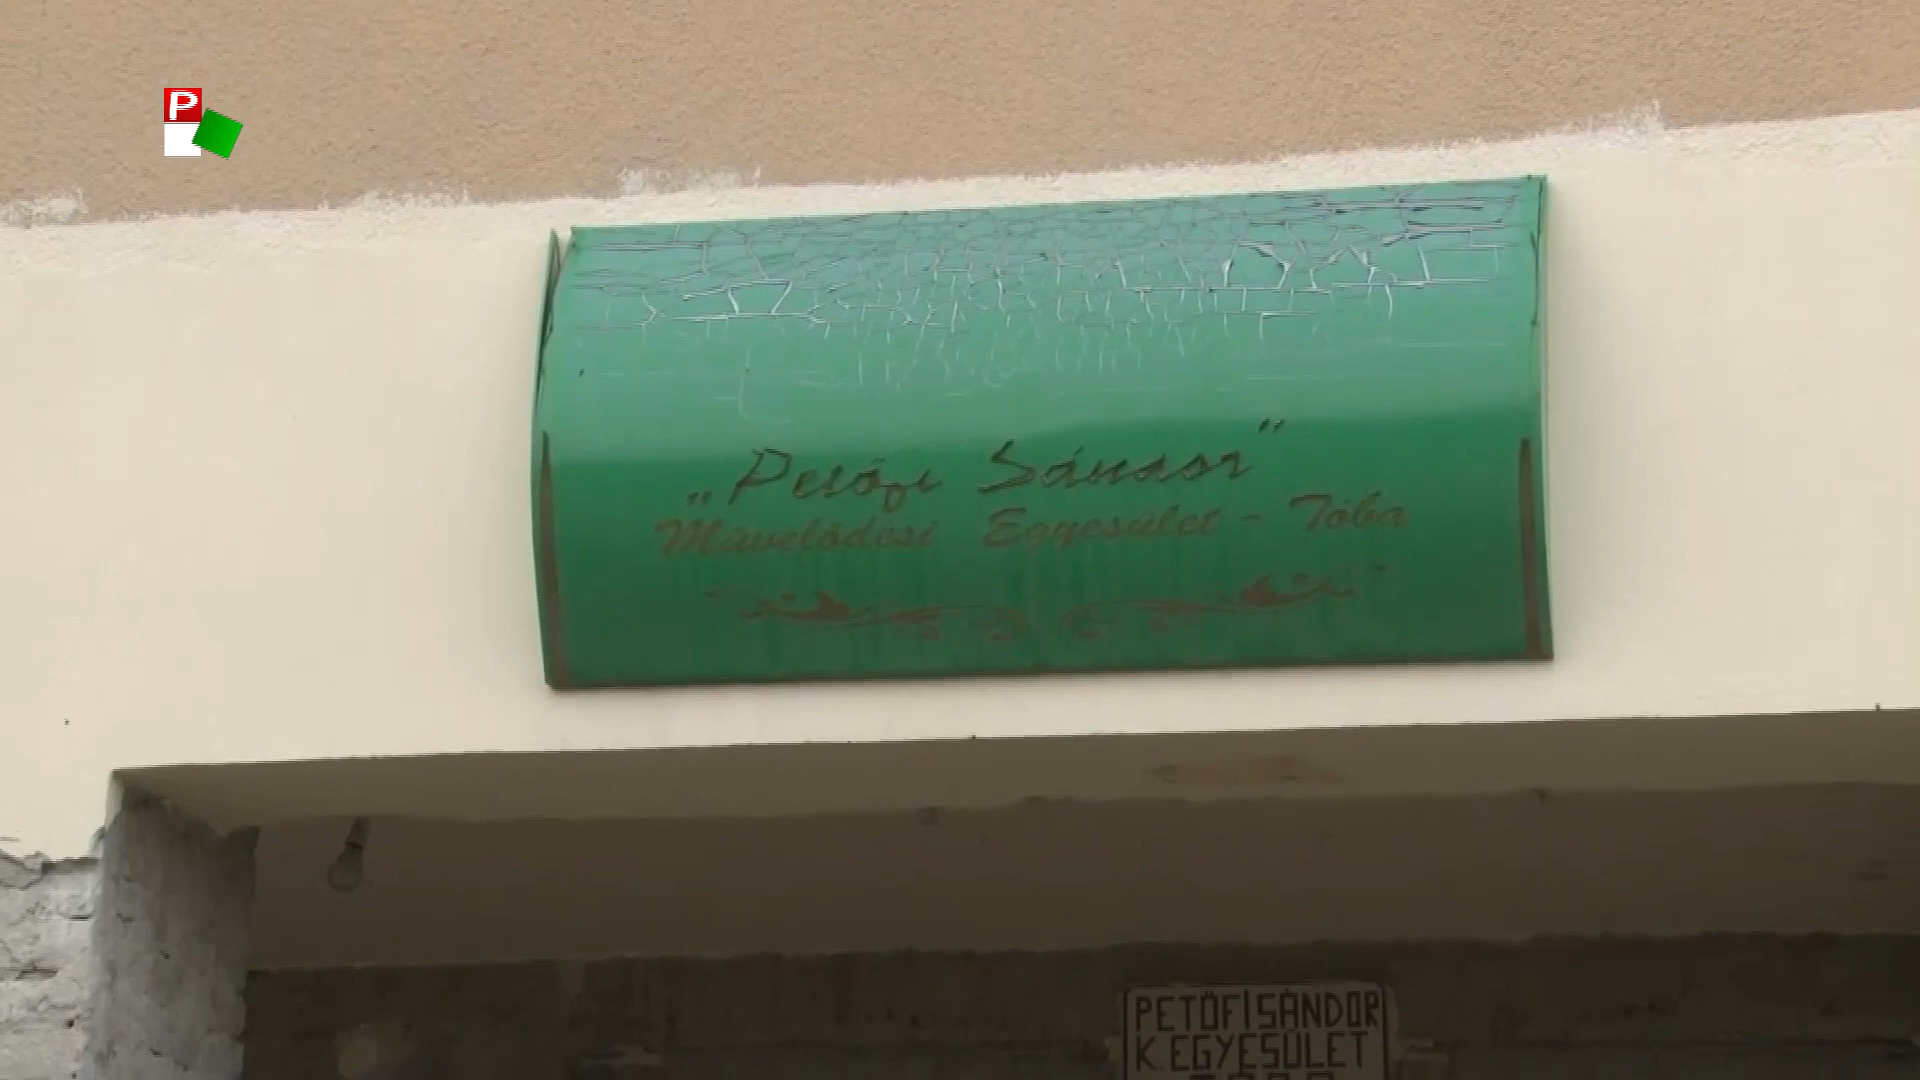 P
„Petőfi Sándor”
Művelődési Egyesület - Tóba
PETŐFI SÁNDOR
K. EGYESÜLET